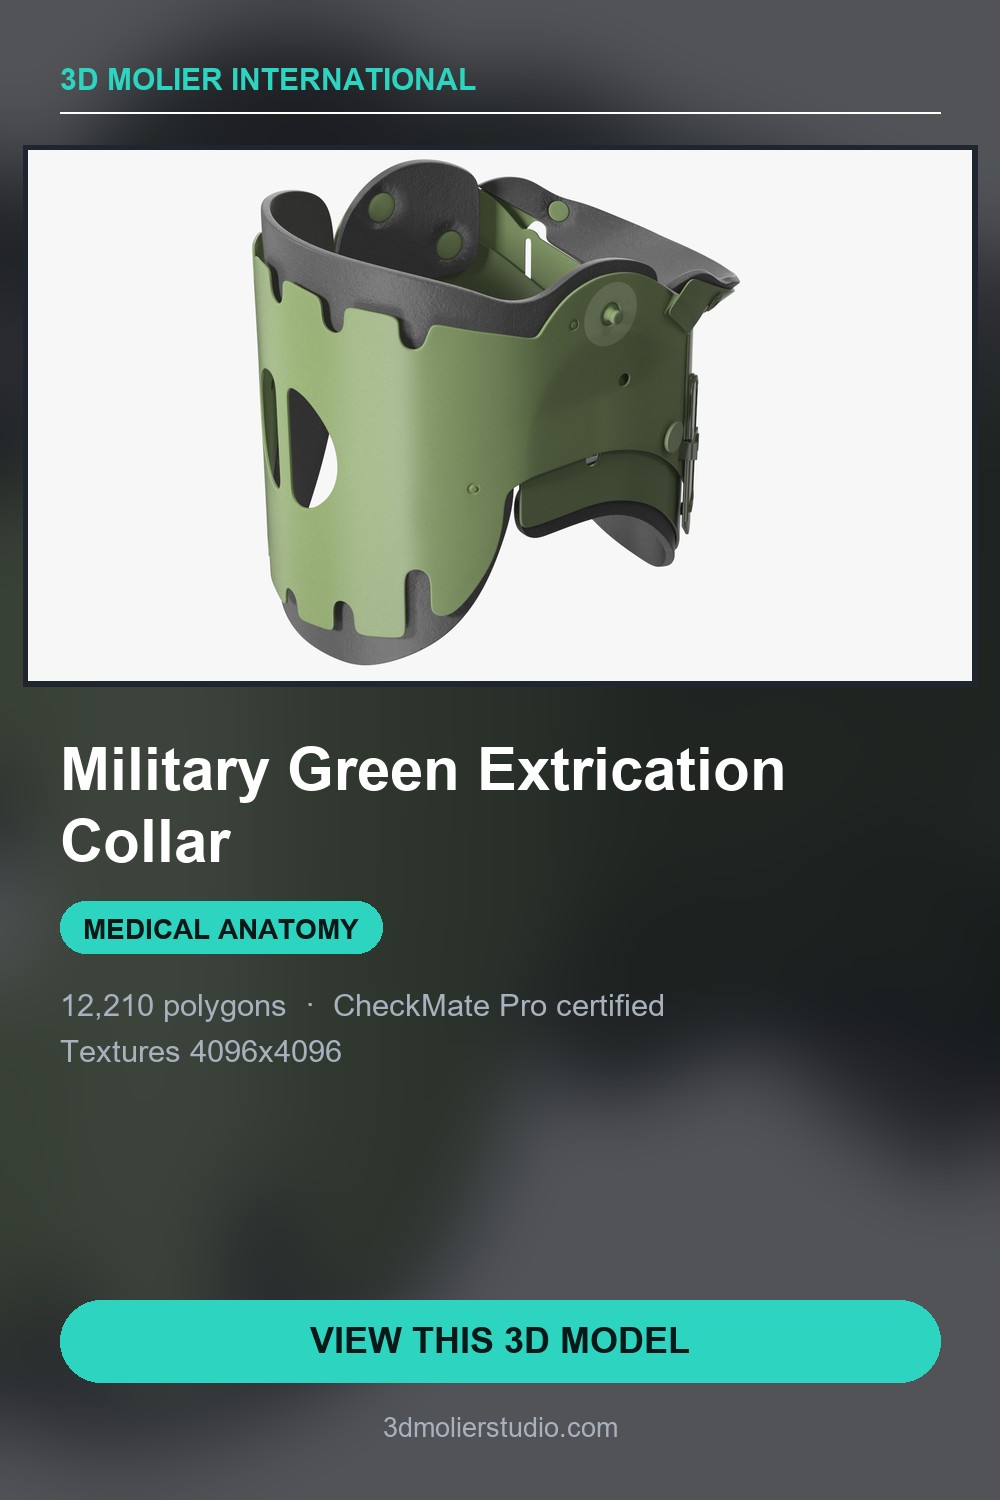 3D MOLIER INTERNATIONAL
Military Green Extrication
Collar
MEDICAL ANATOMY
12,210 polygons · CheckMate Pro certified
Textures 4096x4096
VIEW THIS 3D MODEL
3dmolierstudio.com